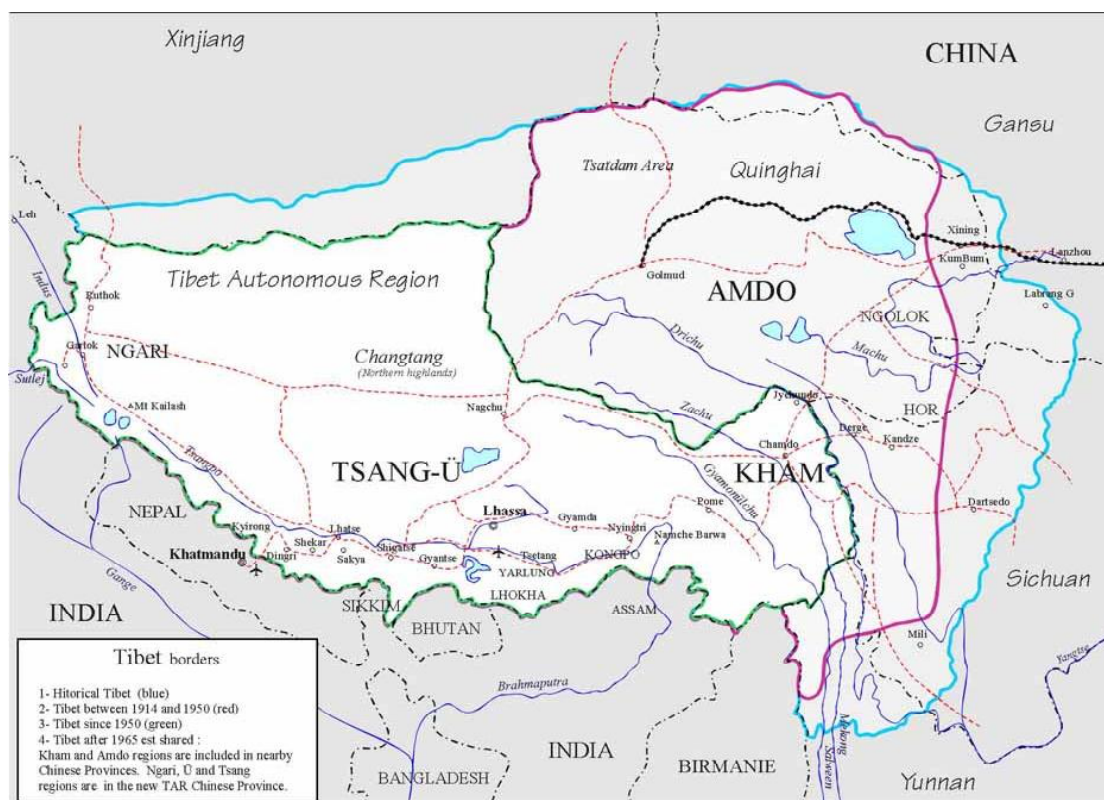 Xinjiang
CHINA
Gansu
Tsatdam Area
Quinghai
Leh
Xining
Lanzhou
KumBum
Golmud
Tibet Autonomous Region
Indus
Ruthok
AMDO
Labrang G
NGOLOK
Drichu
Machu
NGARI
Gartok
Changtang
(Northern highlands)
Sutlej
Mt Kailash
Nagchu
Zachu
Jyekundo
HOR
Derge
Kandze
Chamdo
Tsangpo
TSANG-Ü
KHAM
Gyamomütchu
Pome
Dartsedo
NEPAL
Lhassa
Gyamda
Nyingtri
Namche Barwa
Kyirong
Lhatse
Shekar
Khatmandu
Dingri
Sakya
Shigatse
Gyantse
Tsetang
KONGPO
YARLUNG
LHOKHA
Gange
INDIA
SIKKIM
BHUTAN
ASSAM
Sichuan
Mili
Yangtse
Brahmaputra
INDIA
Mekong
Salween
BANGLADESH
BIRMANIE
Yunnan
Tibet borders
1- Hitorical Tibet (blue)
2- Tibet between 1914 and 1950 (red)
3- Tibet since 1950 (green)
4- Tibet after 1965 est shared :
Kham and Amdo regions are included in nearby
Chinese Provinces. Ngari, Ü and Tsang
regions are in the new TAR Chinese Province.